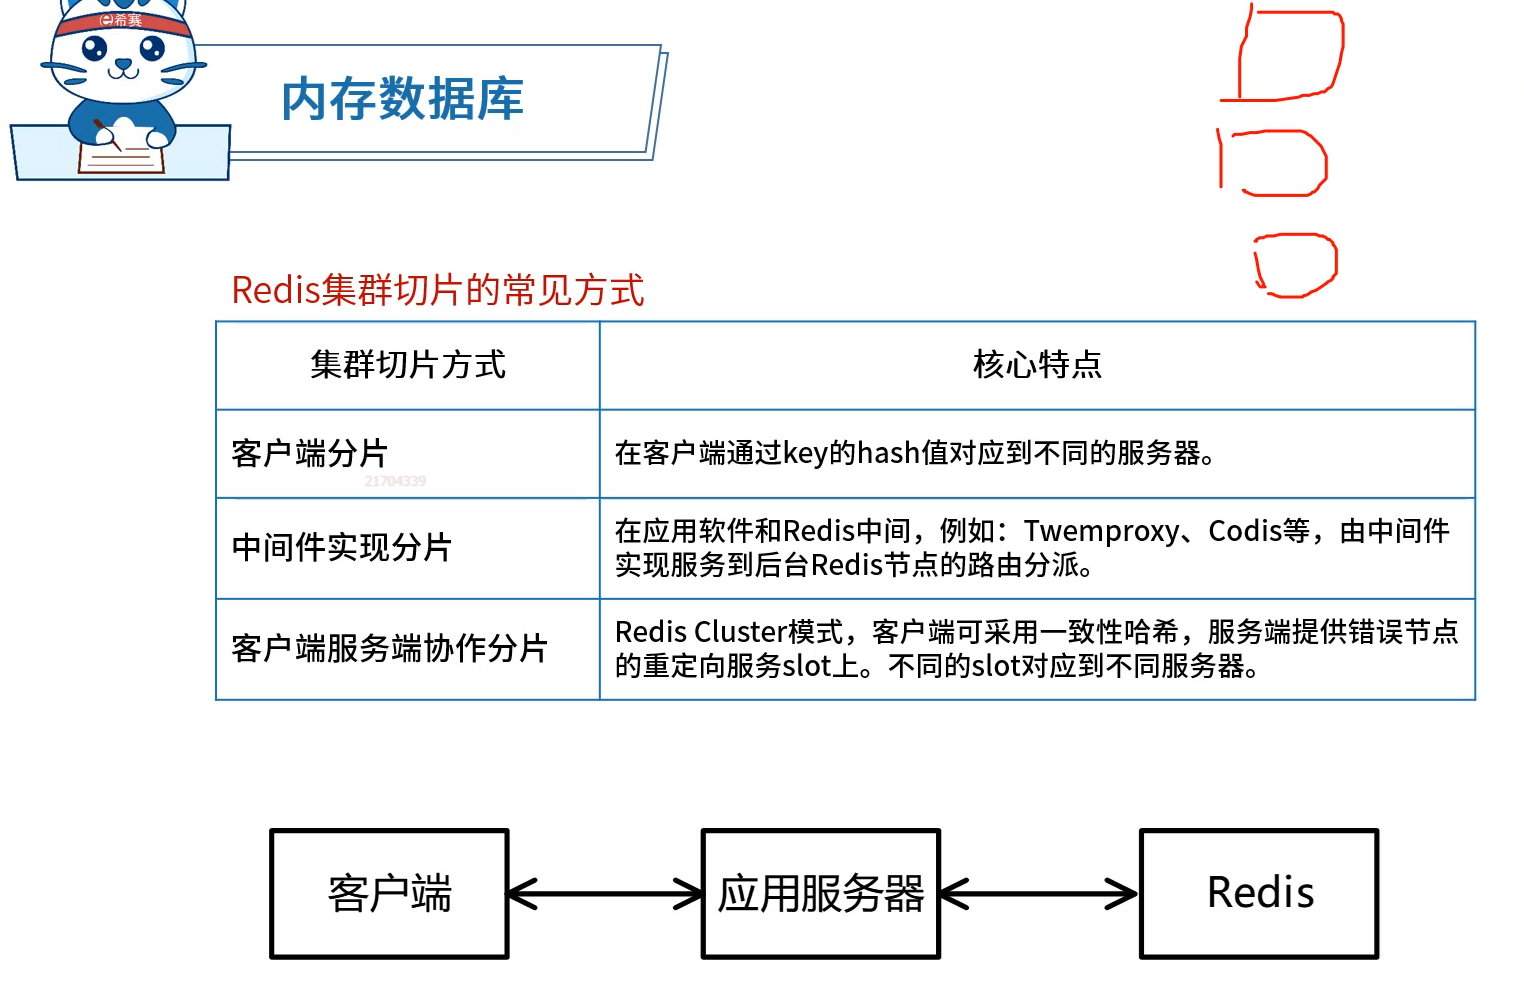 e希赛
内存数据库
Redis集群切片的常见方式
集群切片方式
核心特点
客户端分片
在客户端通过key的hash值对应到不同的服务器。
21704339
中间件实现分片
在应用软件和Redis中间，例如：Twemproxy、Codis等，由中间件
实现服务到后台Redis节点的路由分派。
客户端服务端协作分片
Redis Cluster模式，客户端可采用一致性哈希，服务端提供错误节点
的重定向服务slot上。不同的slot对应到不同服务器。
客户端
应用服务器
Redis